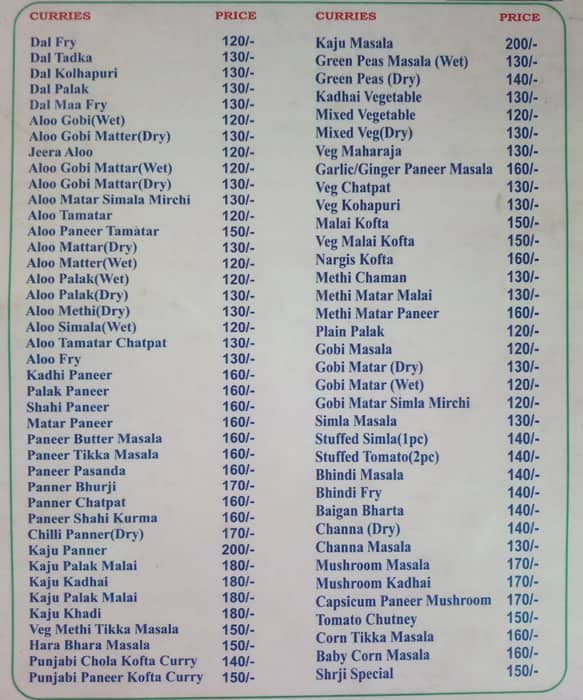 CURRIES PRICE
Dal Fry 120/-
Dal Tadka 130/-
Dal Kolhapuri 130/-
Dal Palak 130/-
Dal Maa Fry 130/-
Aloo Gobi(Wet) 120/-
Aloo Gobi Matter(Dry) 130/-
Jeera Aloo 120/-
Aloo Gobi Mattar(Wet) 120/-
Aloo Gobi Mattar(Dry) 130/-
Aloo Matar Simala Mirchi 130/-
Aloo Tamatar 120/-
Aloo Paneer Tamatar 150/-
Aloo Mattar(Dry) 130/-
Aloo Matter(Wet) 120/-
Aloo Palak(Wet) 120/-
Aloo Palak(Dry) 130/-
Aloo Methi(Dry) 130/-
Aloo Simala(Wet) 120/-
Aloo Tamatar Chatpat 130/-
Aloo Fry 130/-
Kadhi Paneer 160/-
Palak Paneer 160/-
Shahi Paneer 160/-
Matar Paneer 160/-
Paneer Butter Masala 160/-
Paneer Tikka Masala 160/-
Paneer Pasanda 160/-
Panner Bhurji 170/-
Panner Chatpat 160/-
Paneer Shahi Kurma 160/-
Chilli Panner(Dry) 170/-
Kaju Panner 200/-
Kaju Palak Malai 180/-
Kaju Kadhai 180/-
Kaju Palak Malai 180/-
Kaju Khadi 180/-
Veg Methi Tikka Masala 150/-
Hara Bhara Masala 150/-
Punjabi Chola Kofta Curry 140/-
Punjabi Paneer Kofta Curry 150/-
CURRIES PRICE
Kaju Masala 200/-
Green Peas Masala (Wet) 130/-
Green Peas (Dry) 140/-
Kadhai Vegetable 130/-
Mixed Vegetable 120/-
Mixed Veg(Dry) 130/-
Veg Maharaja 130/-
Garlic/Ginger Paneer Masala 160/-
Veg Chatpat 130/-
Veg Kohapuri 130/-
Malai Kofta 150/-
Veg Malai Kofta 150/-
Nargis Kofta 160/-
Methi Chaman 130/-
Methi Matar Malai 130/-
Methi Matar Paneer 160/-
Plain Palak 120/-
Gobi Masala 120/-
Gobi Matar (Dry) 130/-
Gobi Matar (Wet) 120/-
Gobi Matar Simla Mirchi 120/-
Simla Masala 130/-
Stuffed Simla(1pc) 140/-
Stuffed Tomato(2pc) 140/-
Bhindi Masala 140/-
Bhindi Fry 140/-
Baigan Bharta 140/-
Channa (Dry) 140/-
Channa Masala 130/-
Mushroom Masala 170/-
Mushroom Kadhai 170/-
Capsicum Paneer Mushroom 170/-
Tomato Chutney 150/-
Corn Tikka Masala 160/-
Baby Corn Masala 160/-
Shrji Special 150/-